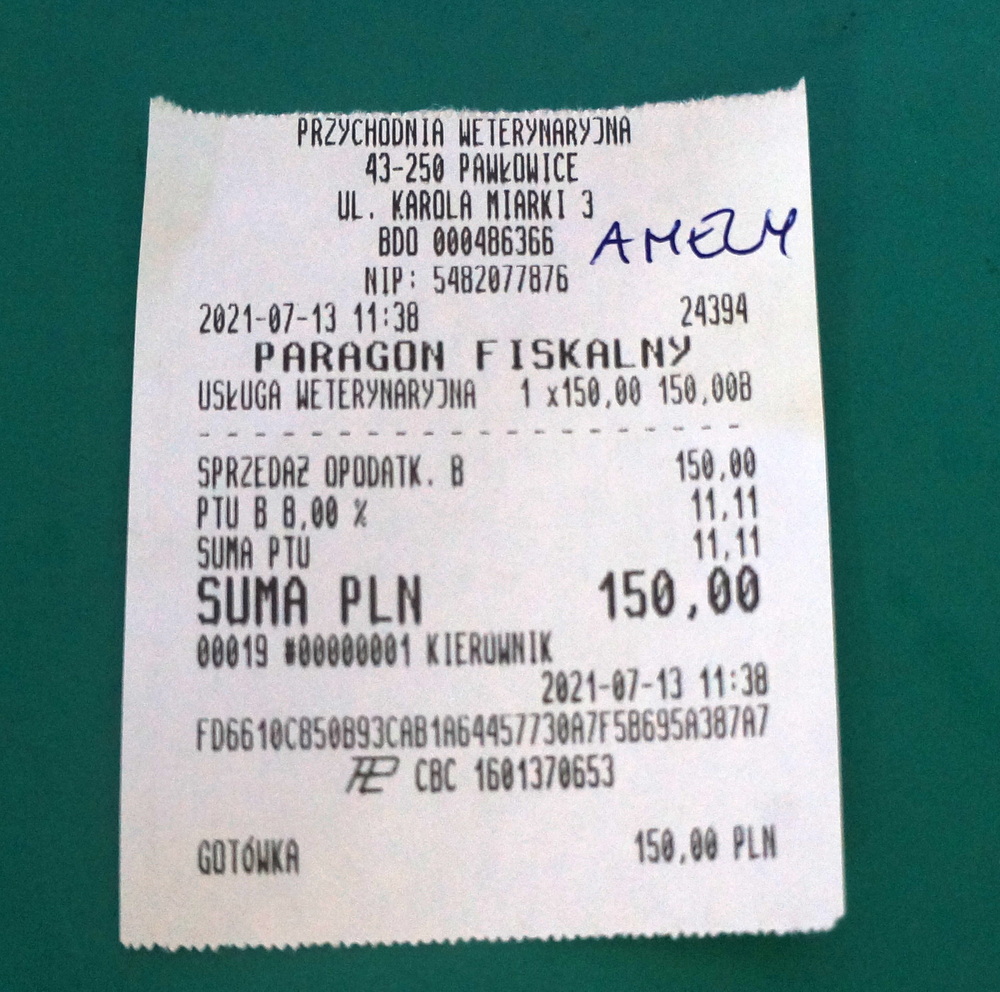 PRZYCHODNIA WETERYNARYJNA
43-250 PAWŁOWICE
UL. KAROLA MIARKI 3
BDO 000486366
AMELY
NIP: 5482077876
2021-07-13 11:38 24394
PARAGON FISKALNY
USŁUGA WETERYNARYJNA 1 x150,00 150,00B
- - - - - - - - - - - - - - - - - - - -
SPRZEDAŻ OPODATK. B 150,00
PTU B 8,00 % 11,11
SUMA PTU 11,11
SUMA PLN 150,00
00019 #00000001 KIEROWNIK
2021-07-13 11:38
FD6610C850B93CAB1A64457730A7F5B695A387A7
CBC 1601370653
GOTÓWKA 150,00 PLN